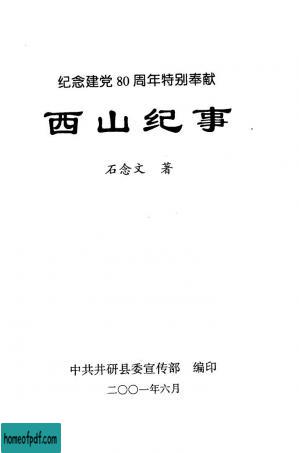 纪念建党80周年特别奉献
西山纪事
石念文 著
中共井研县委宣传部 编印
二〇〇一年六月
homeofpdf.com